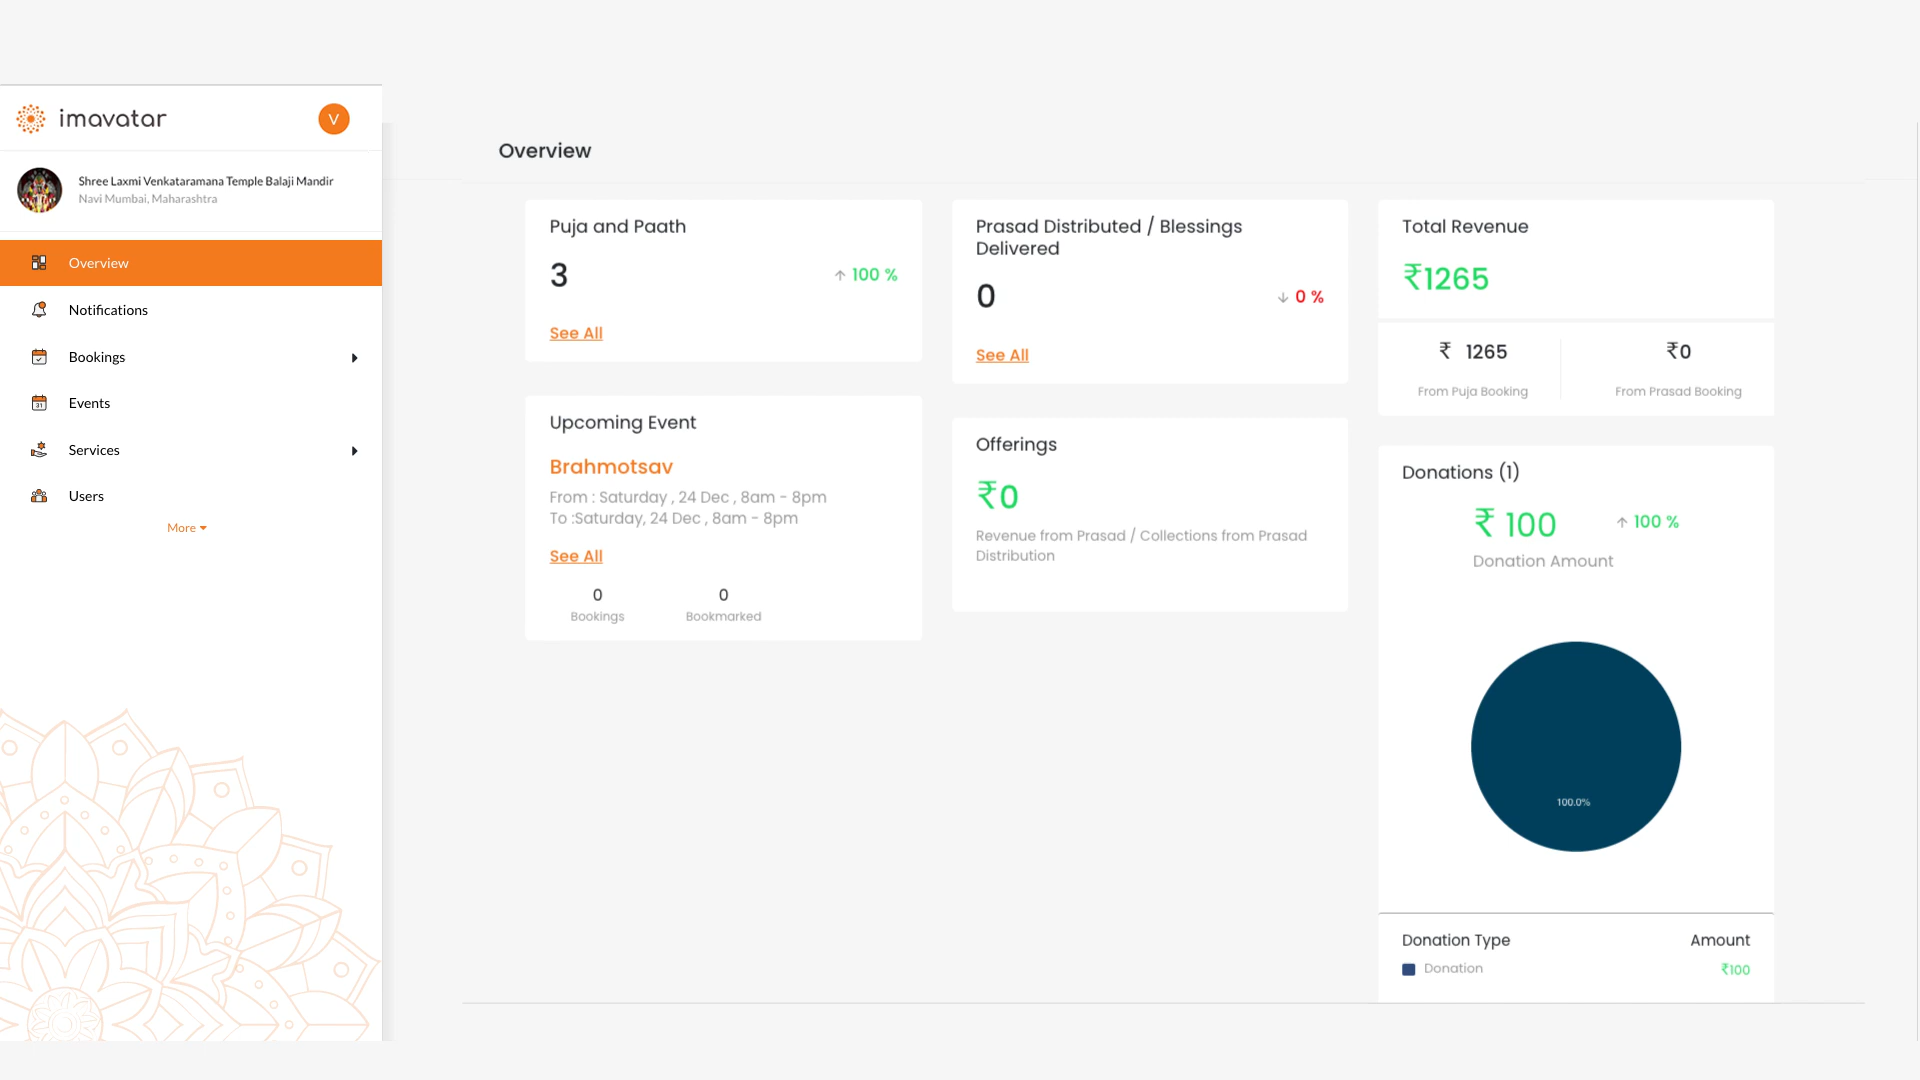 imavatar
V
Shree Laxmi Venkataramana Temple Balaji Mandir
Navi Mumbai, Maharashtra
Overview
Notifications
Bookings
31
Events
Services
Users
More
Overview
Puja and Paath
3
↑ 100 %
See All
Upcoming Event
Brahmotsav
From : Saturday , 24 Dec , 8am - 8pm
To :Saturday, 24 Dec , 8am - 8pm
See All
0
Bookings
0
Bookmarked
Prasad Distributed / Blessings
Delivered
0
↓ 0 %
See All
Offerings
₹0
Revenue from Prasad / Collections from Prasad
Distribution
Total Revenue
₹1265
₹ 1265
From Puja Booking
₹0
From Prasad Booking
Donations (1)
₹ 100
↑ 100 %
Donation Amount
100.0%
Donation Type Amount
Donation ₹100